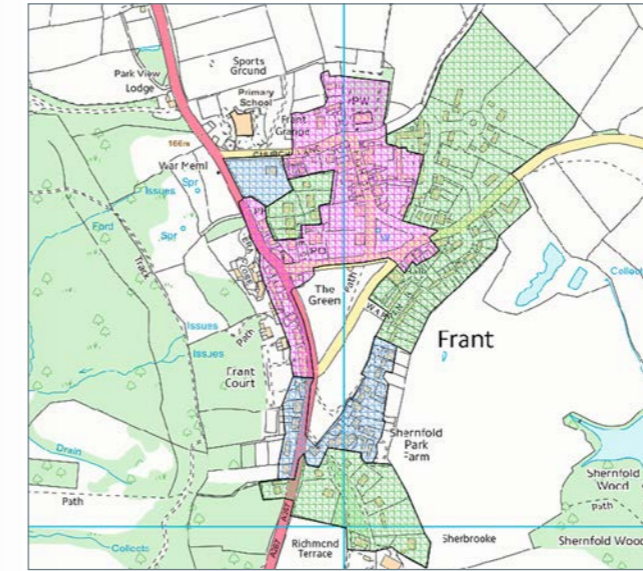 Sports
Ground
Park View
Lodge
Primary
School
PW
Frant
Grange
166m
War Meml
Spr
Issues
Ford
Spr
PH
Track
PO
The
Green
Path
Collects
Issues
Path
Issues
Frant
Court
Frant
Shernfold
Park
Farm
Drain
Path
Shernfold
Wood
Path
A267
A267
Collects
Richmond
Terrace
Sherbrooke
Shernfold Wood